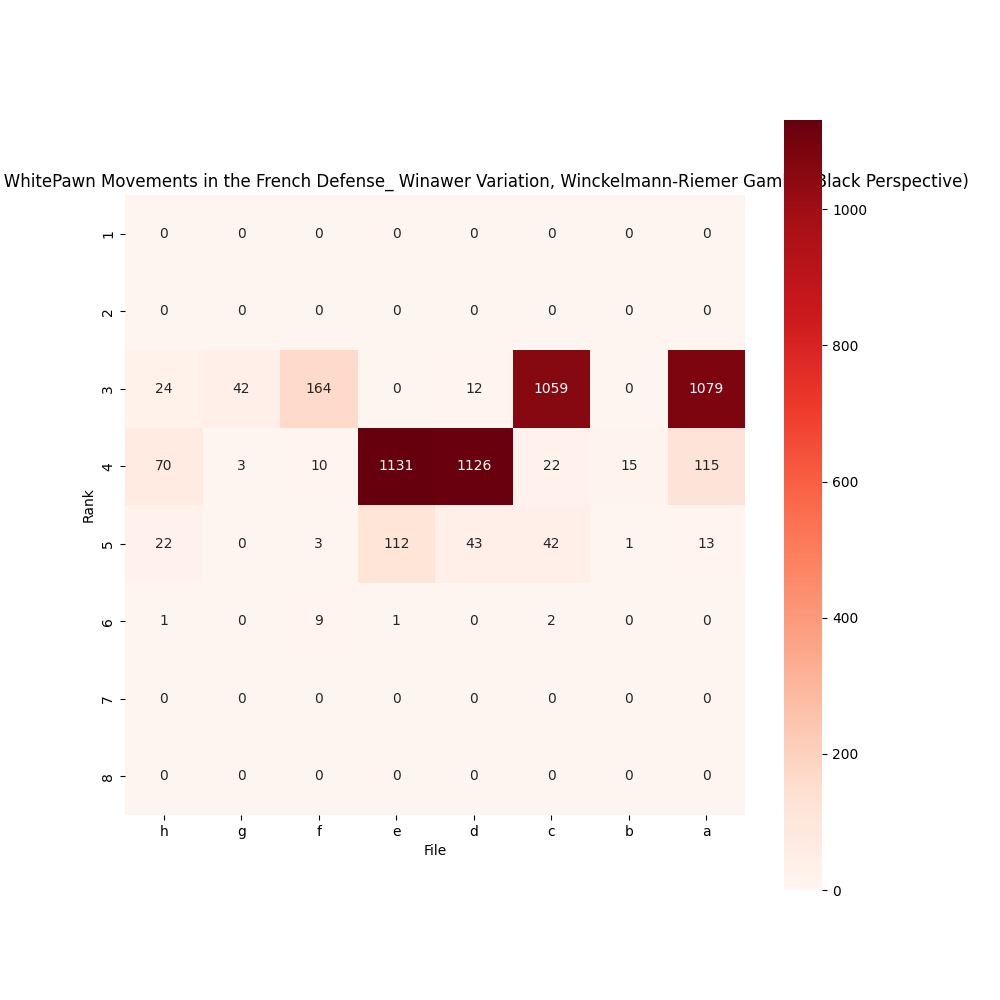 WhitePawn Movements in the French Defense_ Winawer Variation, Winckelmann-Riemer Gam Black Perspective)
1000
1 0 0 0 0 0 0 0 0
2 0 0 0 0 0 0 0 0
800
3 24 42 164 0 12 1059 0 1079
4 70 3 10 1131 1126 22 15 115
Rank
600
5 22 0 3 112 43 42 1 13
6 1 0 9 1 0 2 0 0
400
7 0 0 0 0 0 0 0 0
200
8 0 0 0 0 0 0 0 0
h g f e d c b a
File
0